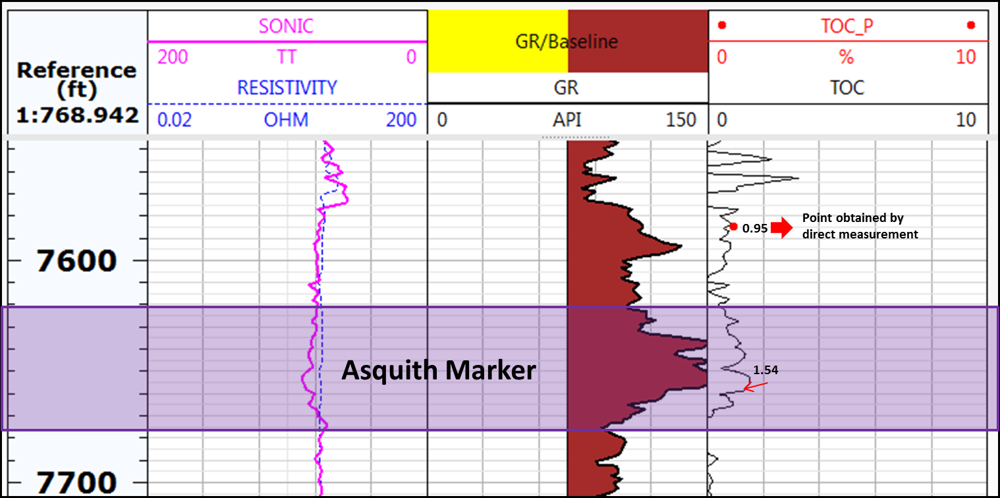 Reference
(ft)
1:768.942
SONIC
200 TT 0
RESISTIVITY
0.02 OHM 200
GR/Baseline
GR
0 API 150
TOC_P
0 % 10
TOC
0 10
Point obtained by
0.95
direct measurement
7600
Asquith Marker
1.54
7700